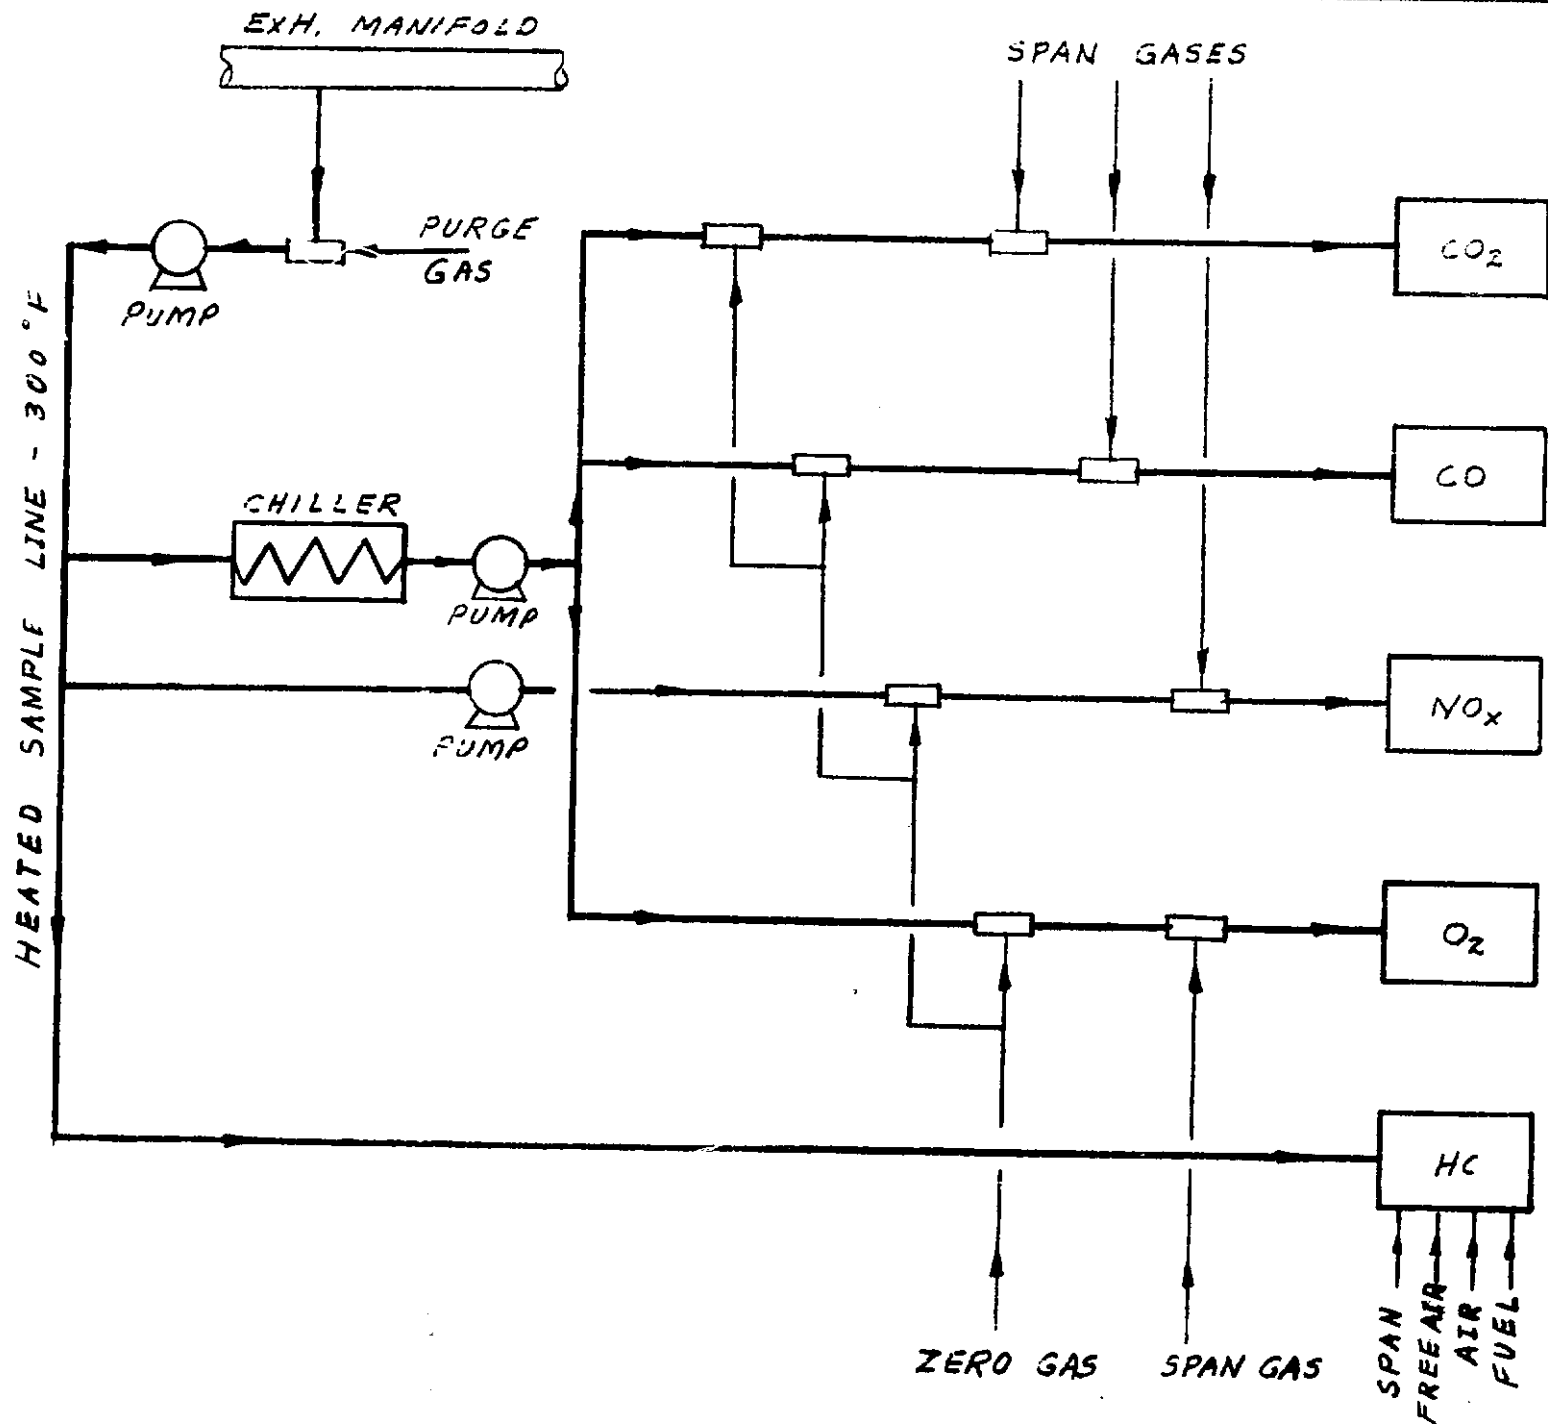 EXH. MANIFOLD
SPAN GASES
PURGE
GAS
PUMP
CO2
HEATED SAMPLE LINE - 300°F
CO
CHILLER
PUMP
PUMP
NOx
O2
HC
ZERO GAS
SPAN GAS
SPAN
FREE AIR
AIR
FUEL